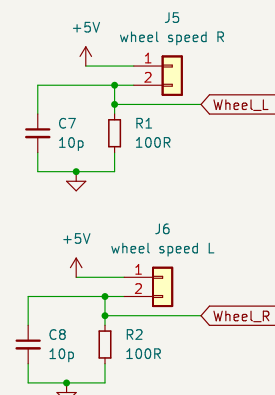 J5
+5V
wheel speed R
1
2
Wheel_L
C7
10p
R1
100R
J6
+5V
wheel speed L
1
2
Wheel_R
C8
10p
R2
100R